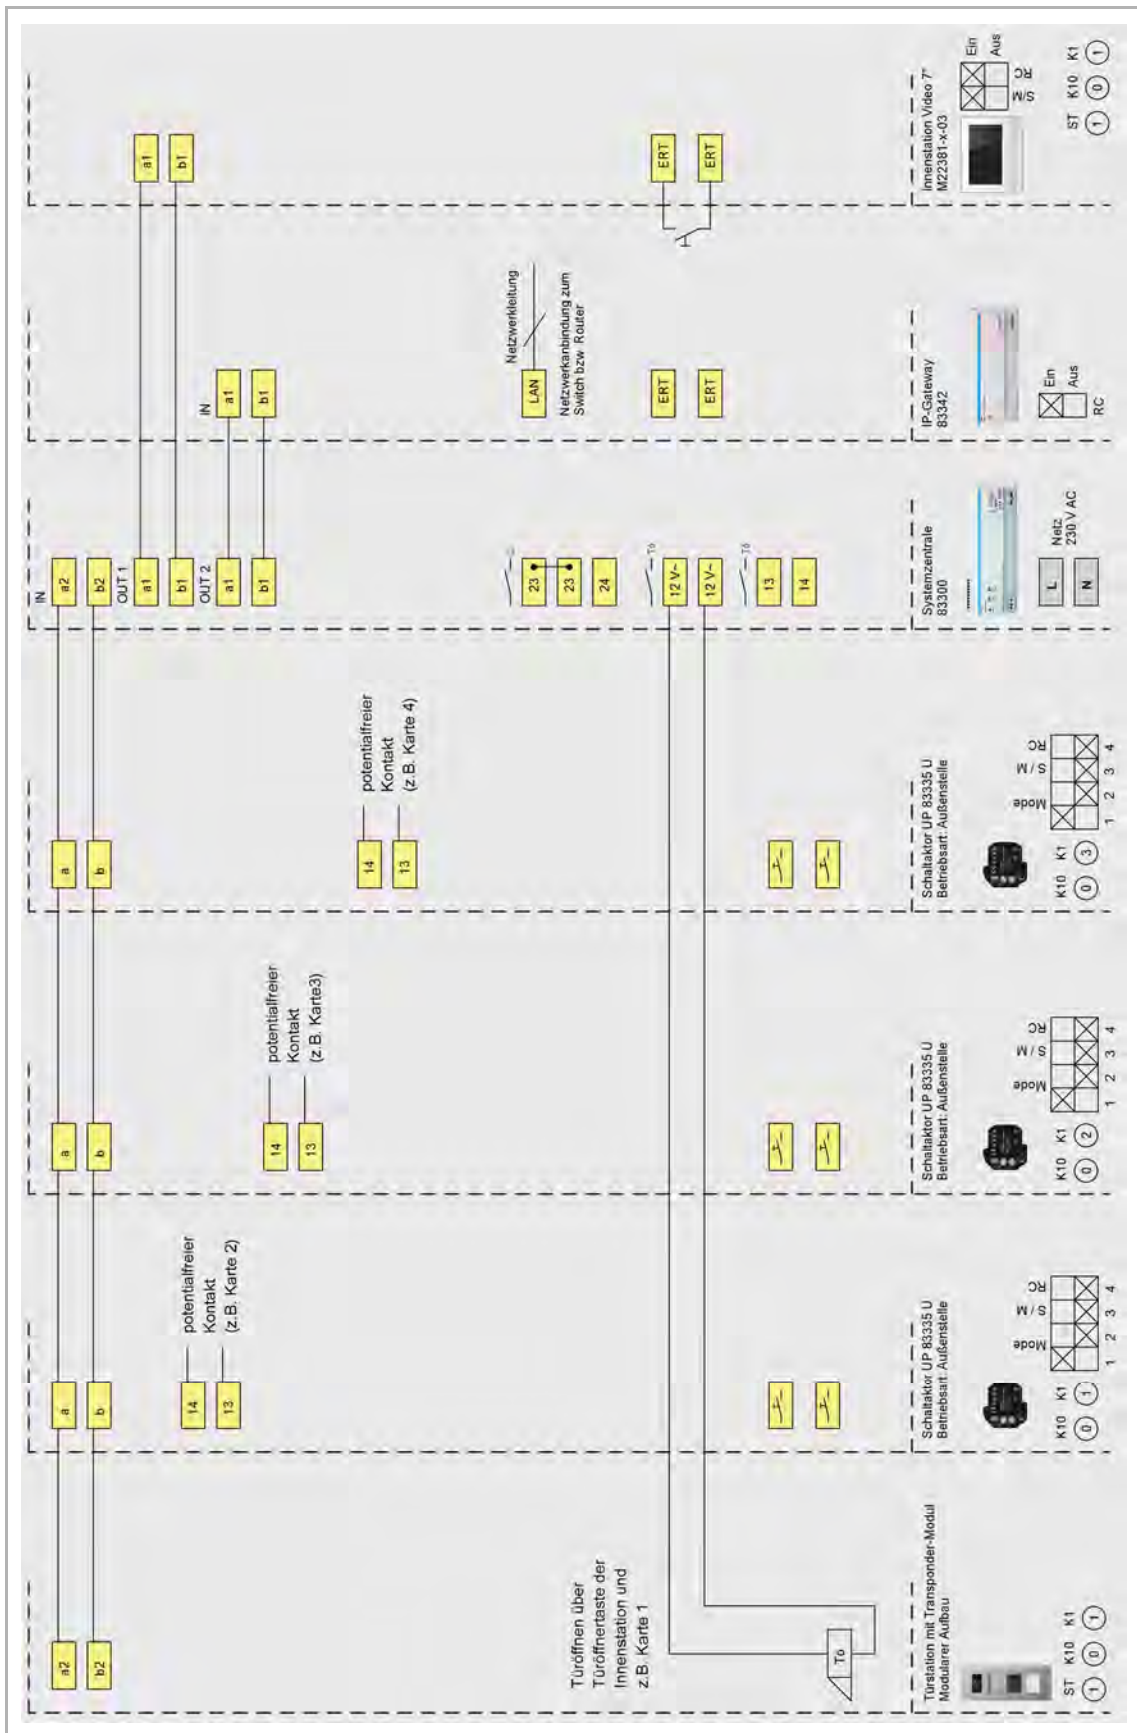 a2
b2
Türöffnen über
Türöffnertaste der
Innenstation und
z.B. Karte 1
Tö
Türstation mit Transponder-Modul
Modularer Aufbau
ST K10 K1
1 0 1
a
b
14
13
potentialfreier
Kontakt
(z.B. Karte 2)
Schaltaktor UP 83335 U
Betriebsart: Außenstelle
Mode S / M RC
K10 K1
0 1
1 2 3 4
a
b
14
13
potentialfreier
Kontakt
(z.B. Karte3)
Schaltaktor UP 83335 U
Betriebsart: Außenstelle
Mode S / M RC
K10 K1
0 2
1 2 3 4
a
b
14
13
potentialfreier
Kontakt
(z.B. Karte 4)
Schaltaktor UP 83335 U
Betriebsart: Außenstelle
Mode S / M RC
K10 K1
0 3
1 2 3 4
IN
a2
b2
OUT 1
a1
b1
OUT 2
a1
b1
23
23
24
Tö
12 V~
12 V~
Tö
13
14
Systemzentrale
83300
L
N
Netz
230 V AC
IN
a1
b1
Netzwerkleitung
LAN
Netzwerkanbindung zum
Switch bzw. Router
ERT
ERT
IP-Gateway
83342
Ein
Aus
RC
a1
b1
ERT
ERT
Innenstation Video 7"
M22381-x-03
Ein
Aus
S/M RC
ST K10 K1
1 0 1